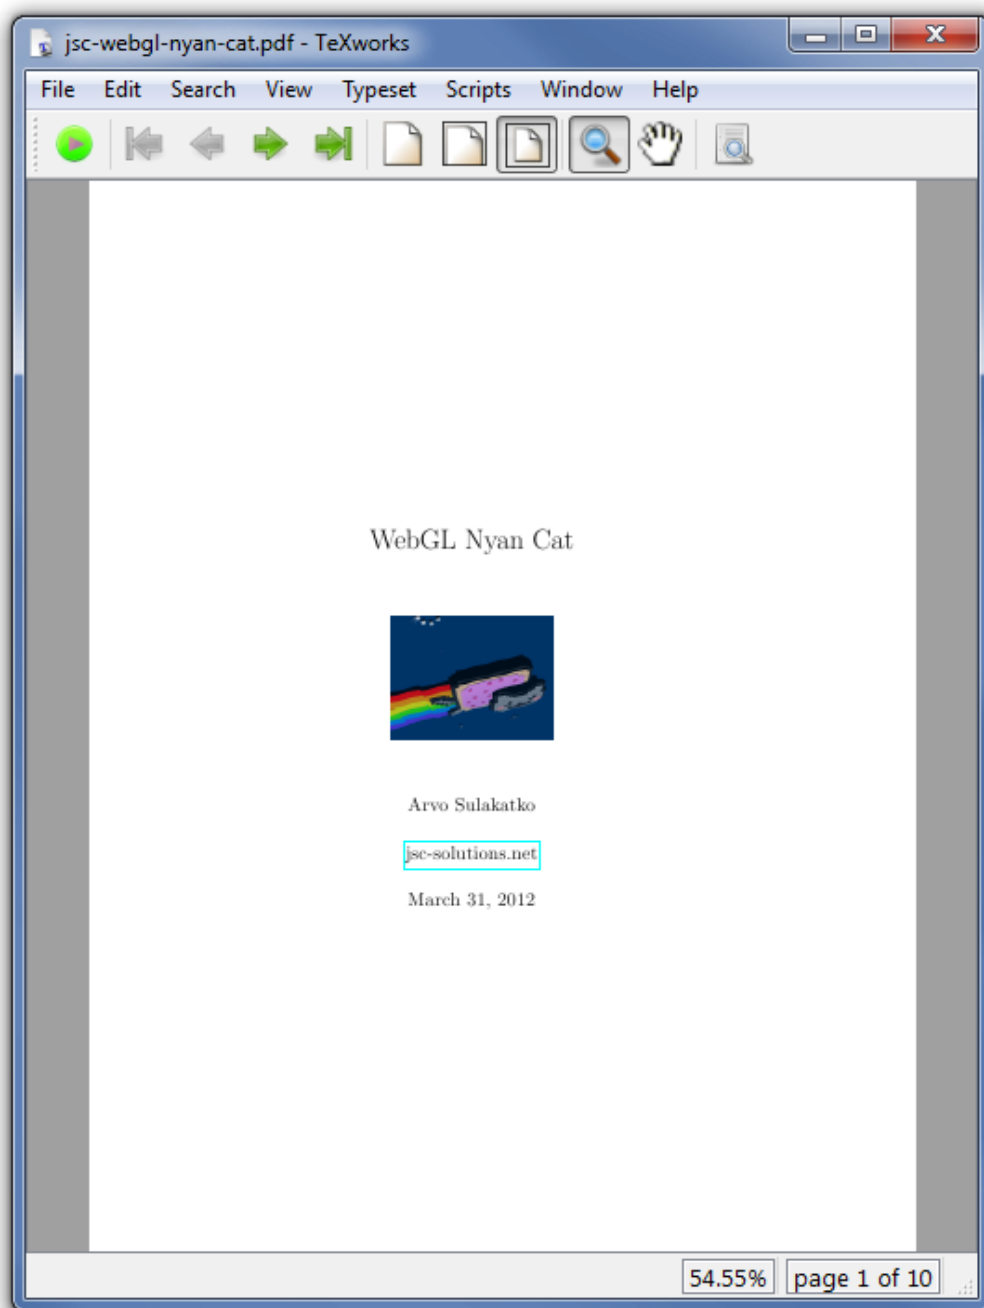 jsc-webgl-nyan-cat.pdf - TeXworks
File Edit Search View Typeset Scripts Window Help
WebGL Nyan Cat
Arvo Sulakatko
jsc-solutions.net
March 31, 2012
54.55% page 1 of 10